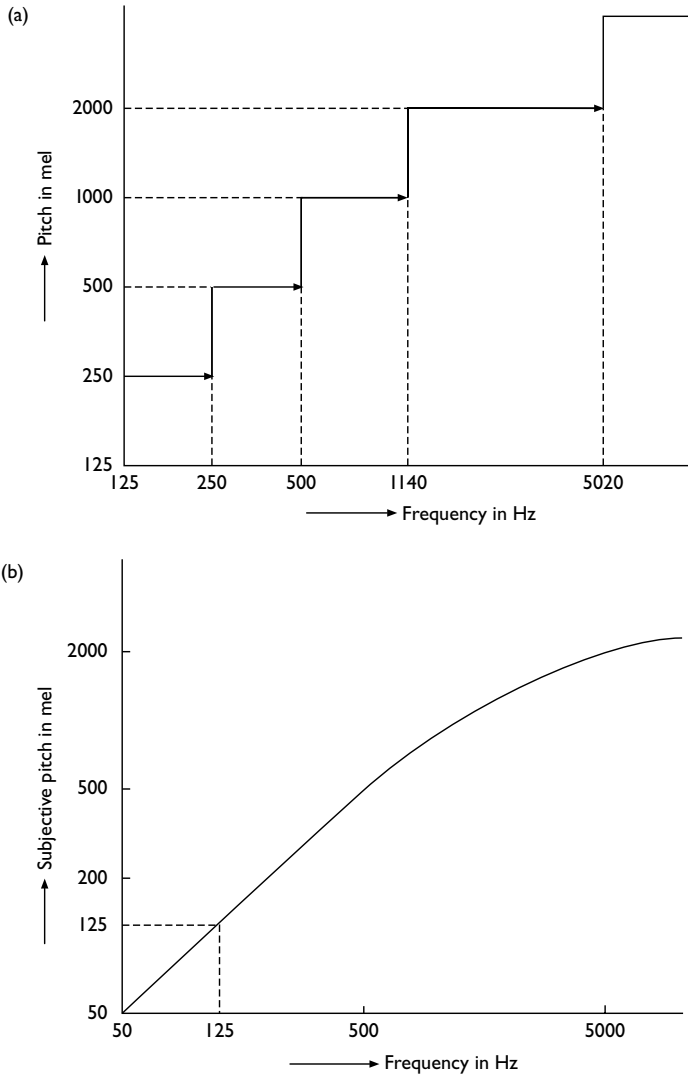 (a)
2000
1000
500
250
125
Pitch in mel
125 250 500 1140 5020
Frequency in Hz
(b)
2000
500
200
125
50
Subjective pitch in mel
50 125 500 5000
Frequency in Hz